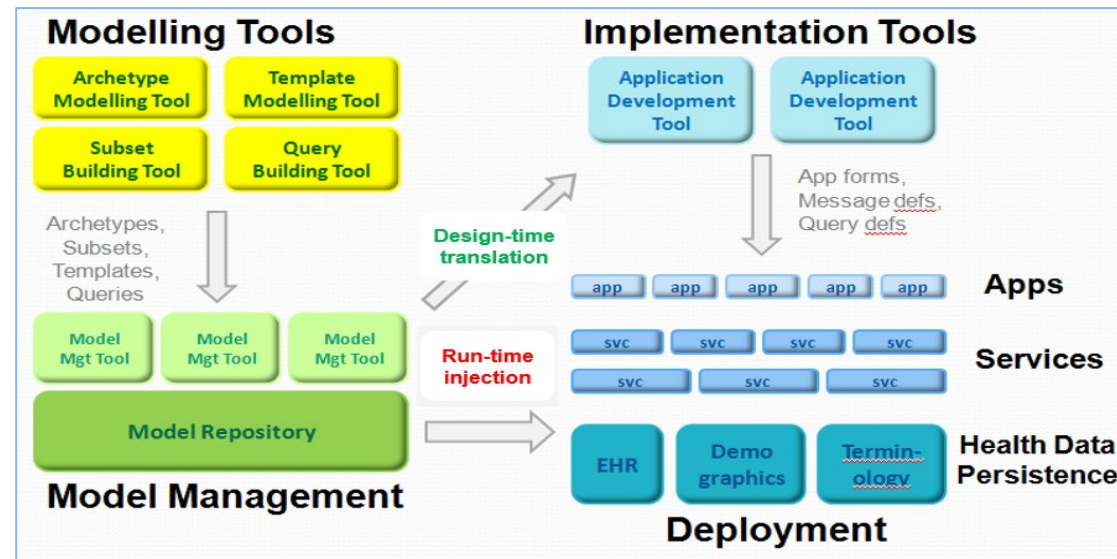 Modelling Tools
Archetype
Modelling Tool
Template
Modelling Tool
Subset
Building Tool
Query
Building Tool
Archetypes,
Subsets,
Templates,
Queries
Model
Mgt Tool
Model
Mgt Tool
Model
Mgt Tool
Model Repository
Model Management
Design-time
translation
Run-time
injection
Implementation Tools
Application
Development
Tool
Application
Development
Tool
App forms,
Message defs,
Query defs
app
app
app
app
app
Apps
svc
svc
svc
svc
svc
svc
svc
Services
EHR
Demo
graphics
Termin-
ology
Health Data
Persistence
Deployment